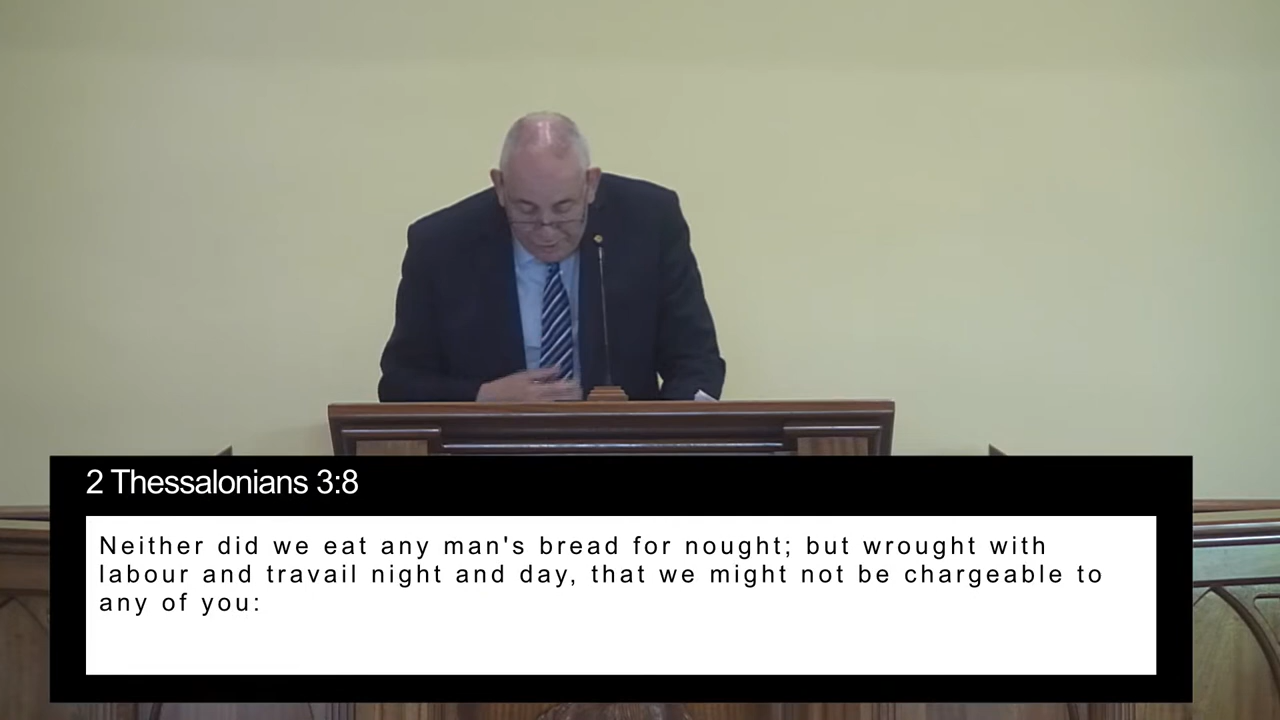 2 Thessalonians 3:8
Neither did we eat any man's bread for nought; but wrought with
labour and travail night and day, that we might not be chargeable to
any of you: